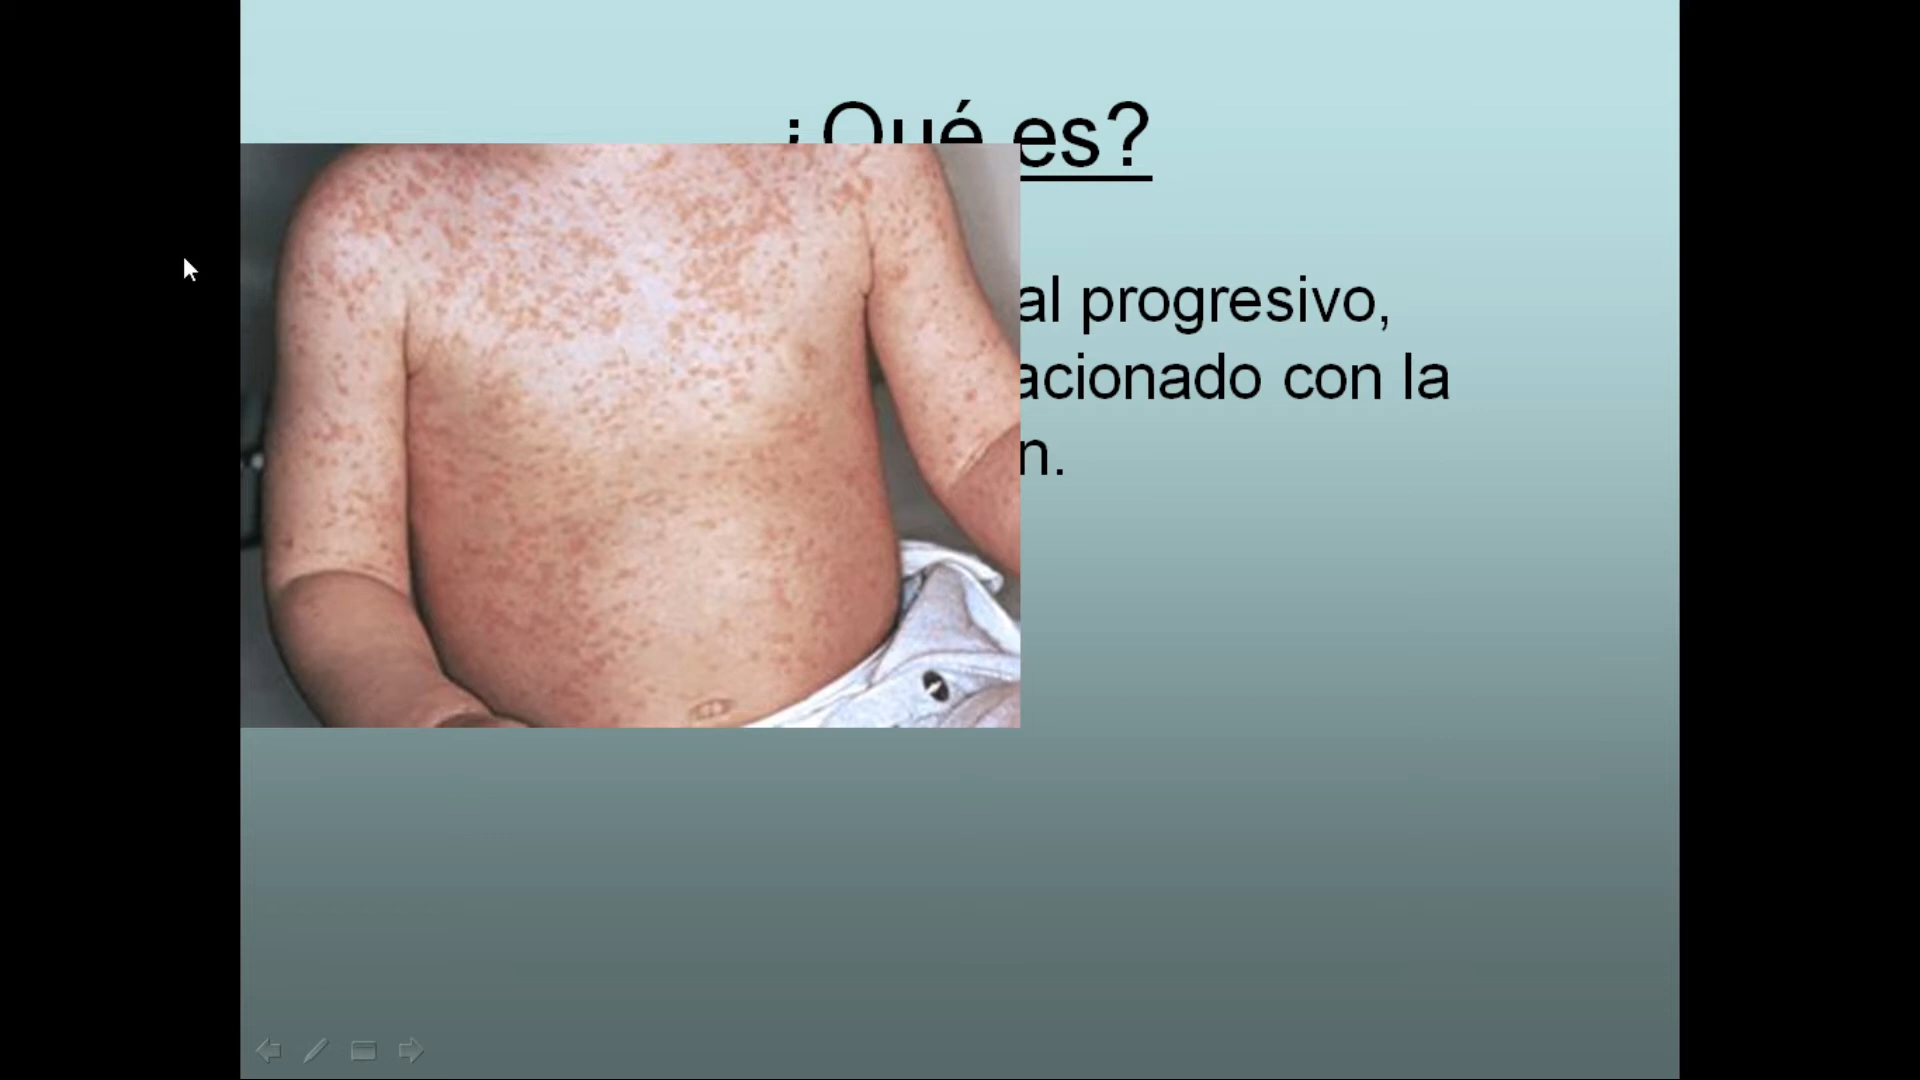 ¿Qué es?
al progresivo,
acionado con la
n.